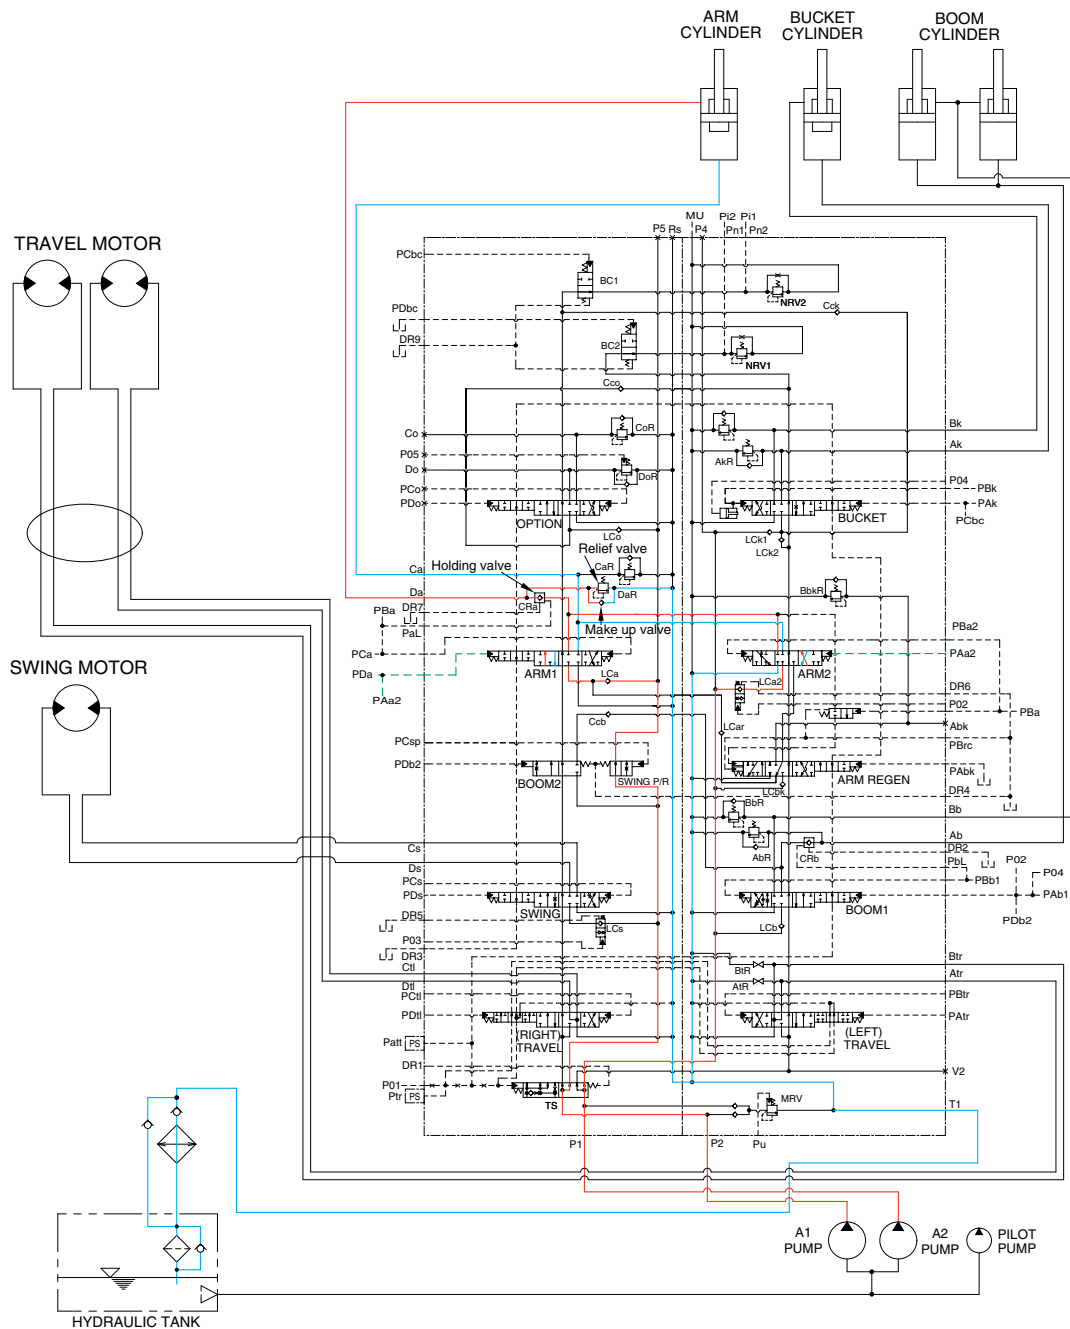 ARM
CYLINDER
BUCKET
CYLINDER
BOOM
CYLINDER
TRAVEL MOTOR
MU
Pi2
Pi1
P5
Rs
P4
Pn1
Pn2
PCbc
BC1
NRV2
PDbc
Cck
DR9
BC2
NRV1
Cco
Co
CoR
Bk
P05
Ak
Do
DoR
AkR
PCo
P04
PBk
PDo
PAk
OPTION
BUCKET
PCbc
LCo
LCk1
LCk2
Relief valve
Holding valve
Ca
CaR
Da
DaR
BbkR
CRa
DR7
PBa
PaL
Make up valve
PBa2
PCa
PAa2
PDa
ARM1
ARM2
LCa
LCa2
DR6
PAa2
P02
PBa
Ccb
LCar
Abk
PCsp
PBrc
PDb2
PAbk
SWING P/R
BOOM2
ARM REGEN
LCbk
DR4
BbR
Bb
Ab
AbR
CRb
DR2
PbL
P02
P04
Cs
Ds
PCs
PBb1
PDs
PAb1
SWING
BOOM1
PDb2
DR5
LCs
LCb
P03
DR3
Ctl
BtR
Btr
Atr
Dtl
AtR
PCtl
PBtr
PDtl
PAtr
(RIGHT)
TRAVEL
(LEFT)
TRAVEL
Patt
PS
DR1
V2
P01
Ptr
PS
TS
MRV
T1
P1
P2
Pu
SWING MOTOR
A1
PUMP
A2
PUMP
PILOT
PUMP
HYDRAULIC TANK